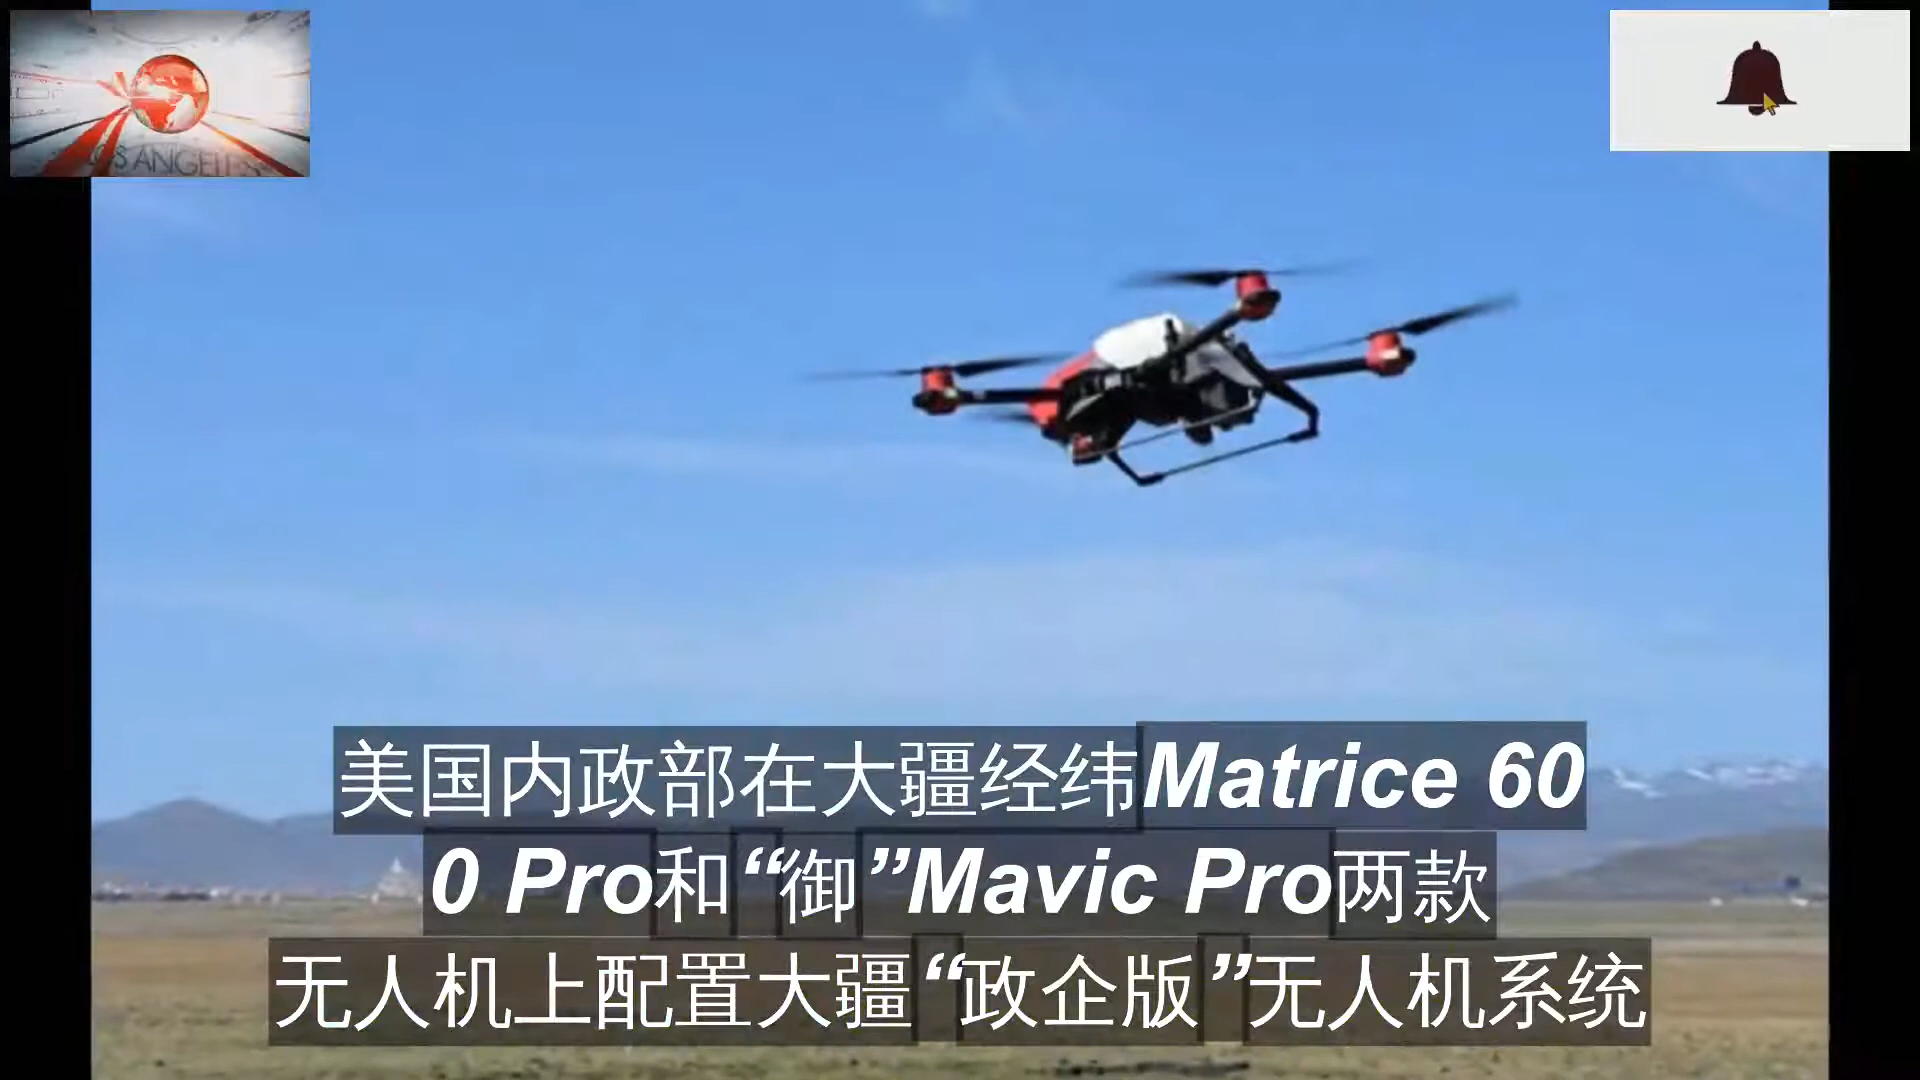 OS ANGELES
美国内政部在大疆经纬Matrice 60
0 Pro和“御”Mavic Pro两款
无人机上配置大疆“政企版”无人机系统